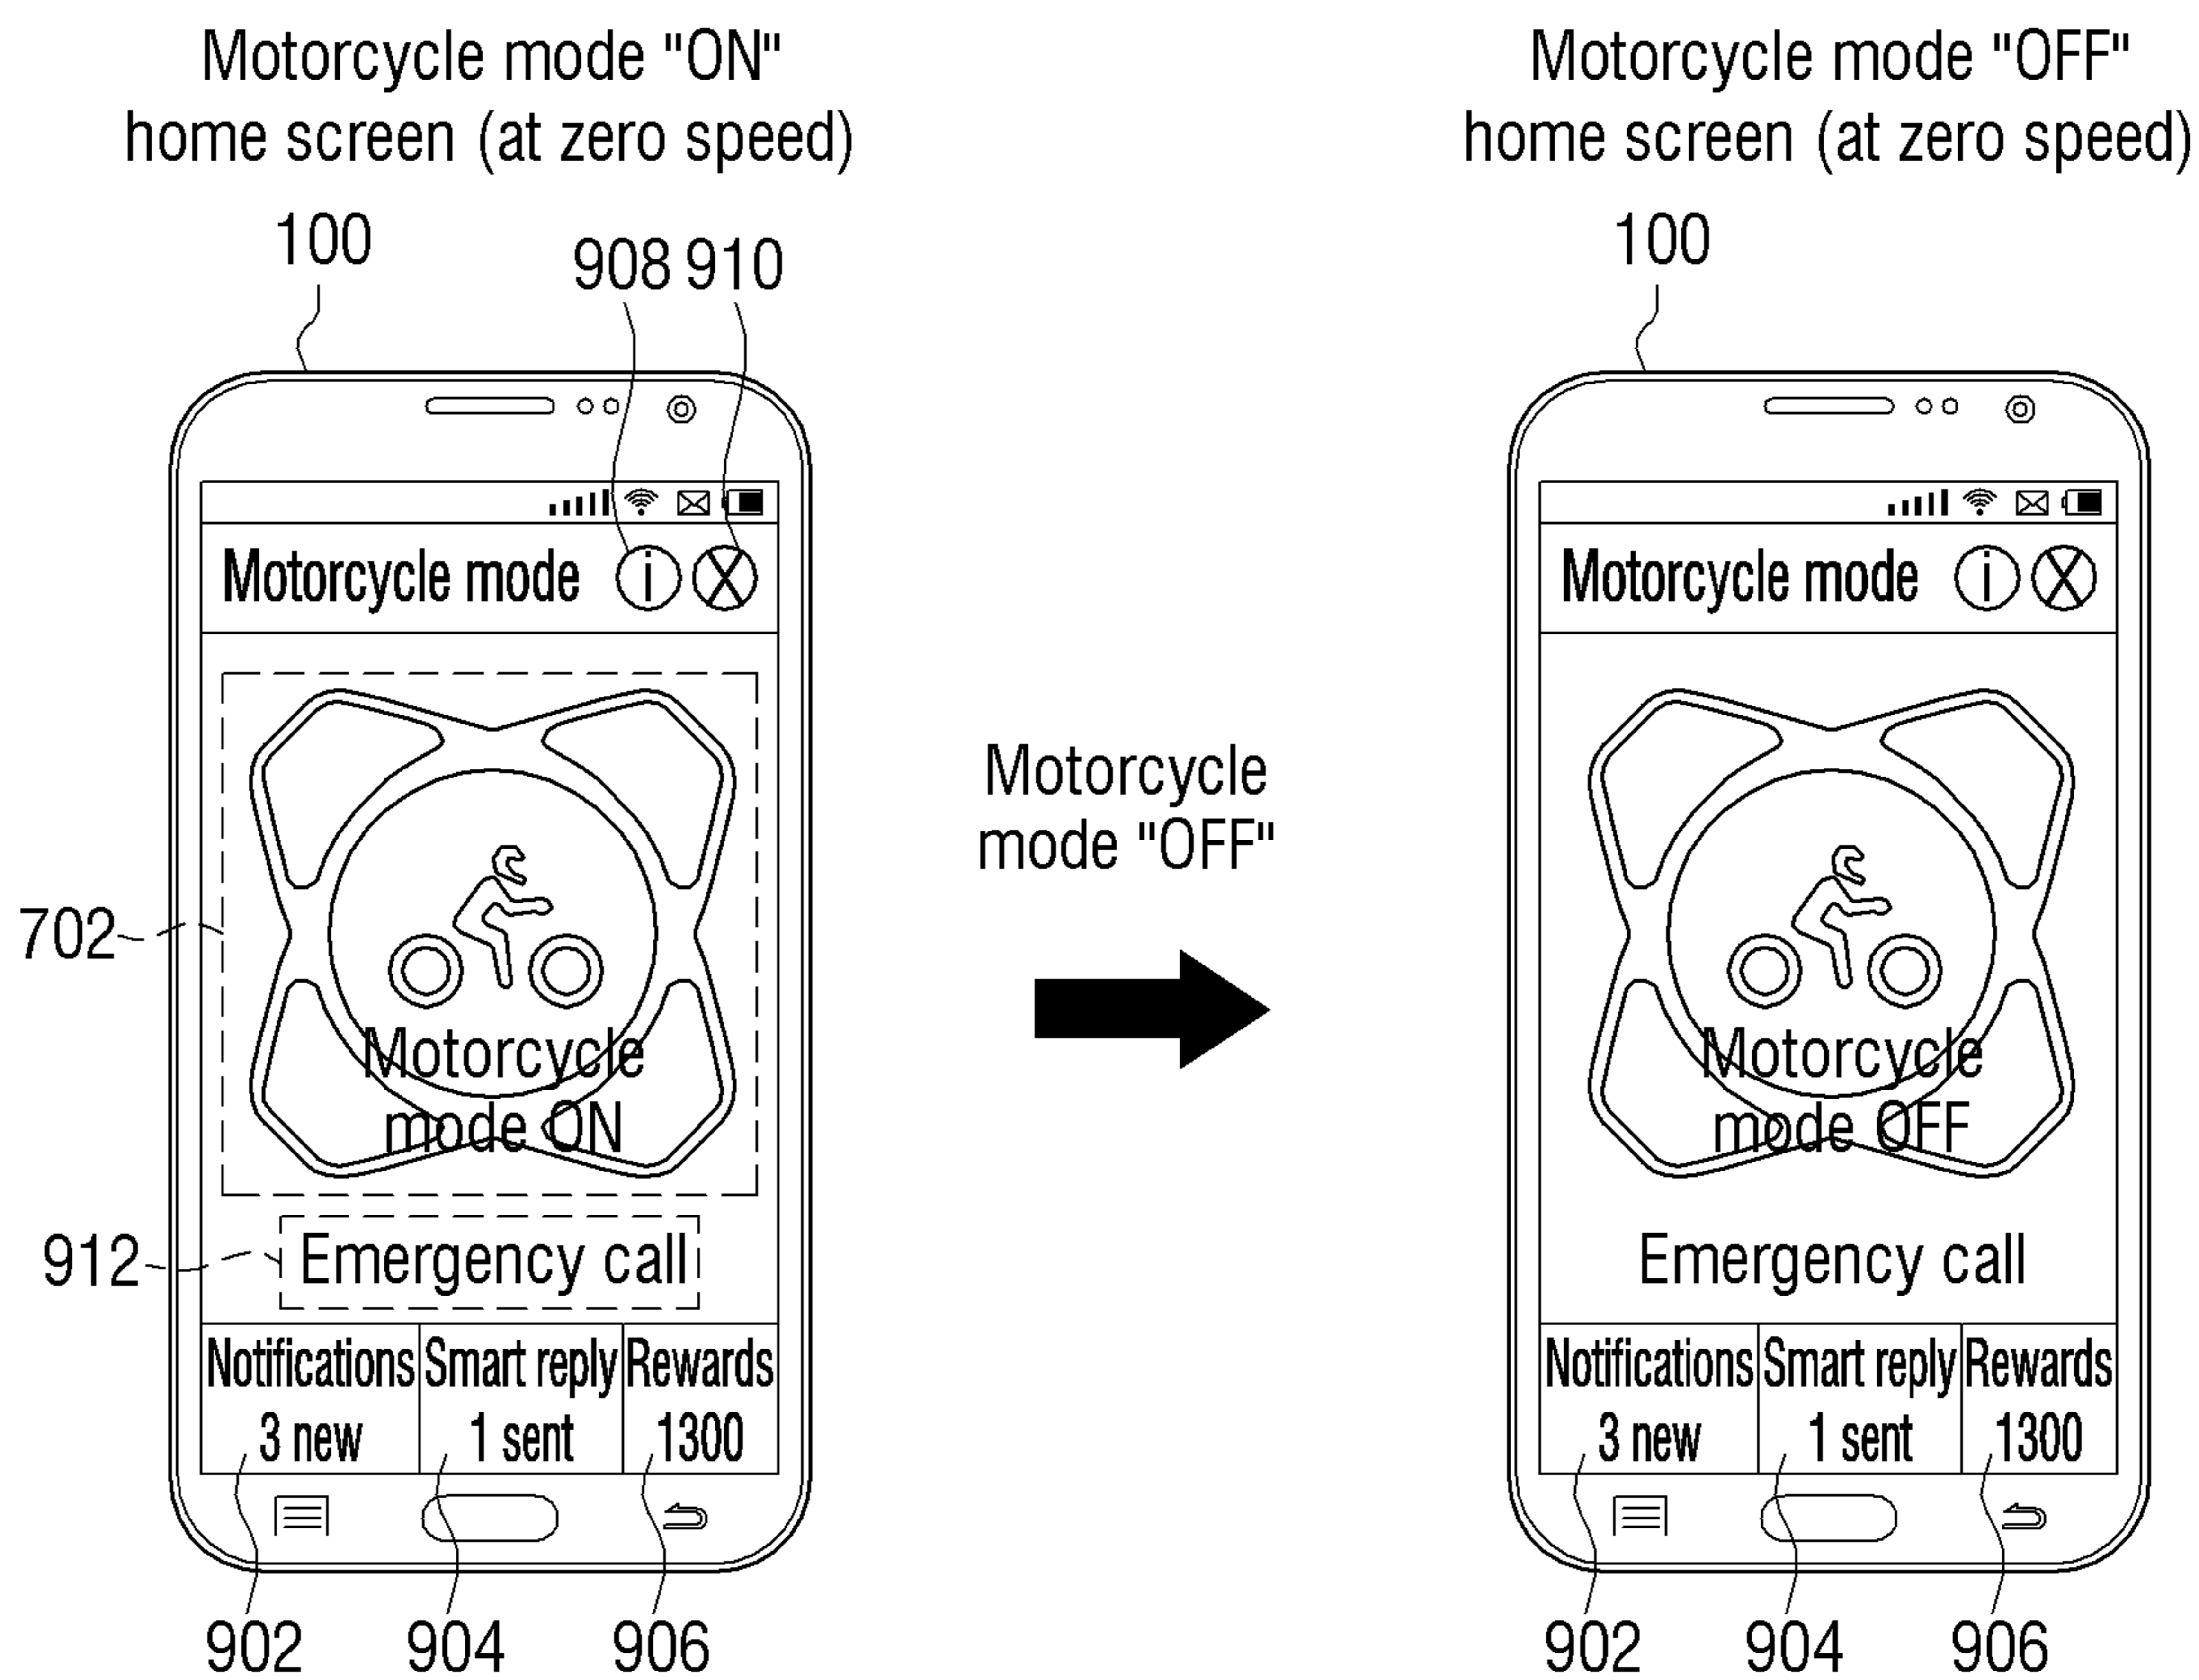 Motorcycle mode "ON"
home screen (at zero speed)
100
908 910
Motorcycle mode i X
702
Motorcycle
mode ON
912
Emergency call
Notifications Smart reply Rewards
3 new 1 sent 1300
902 904 906
Motorcycle
mode "OFF"
Motorcycle mode "OFF"
home screen (at zero speed)
100
Motorcycle mode i X
Motorcycle
mode OFF
Emergency call
Notifications Smart reply Rewards
3 new 1 sent 1300
902 904 906